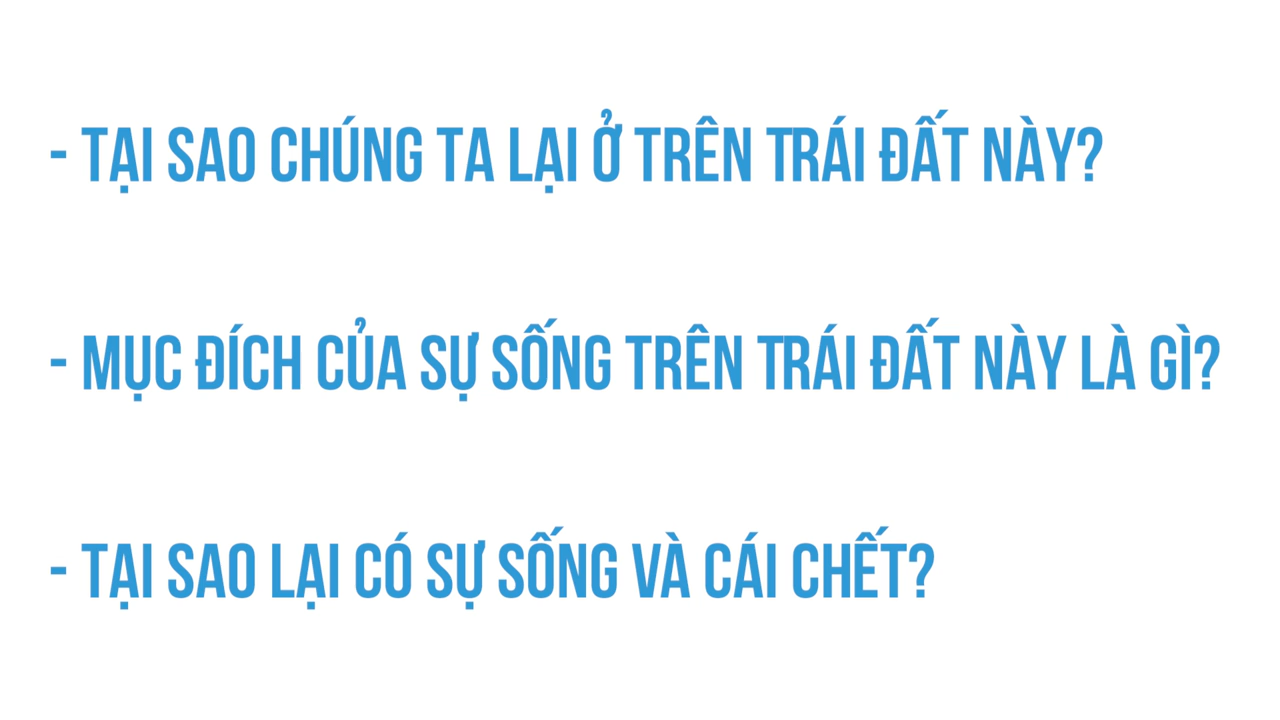 - TẠI SAO CHÚNG TA LẠI Ở TRÊN TRÁI ĐẤT NÀY?
- MỤC ĐÍCH CỦA SỰ SỐNG TRÊN TRÁI ĐẤT NÀY LÀ GÌ?
- TẠI SAO LẠI CÓ SỰ SỐNG VÀ CÁI CHẾT?